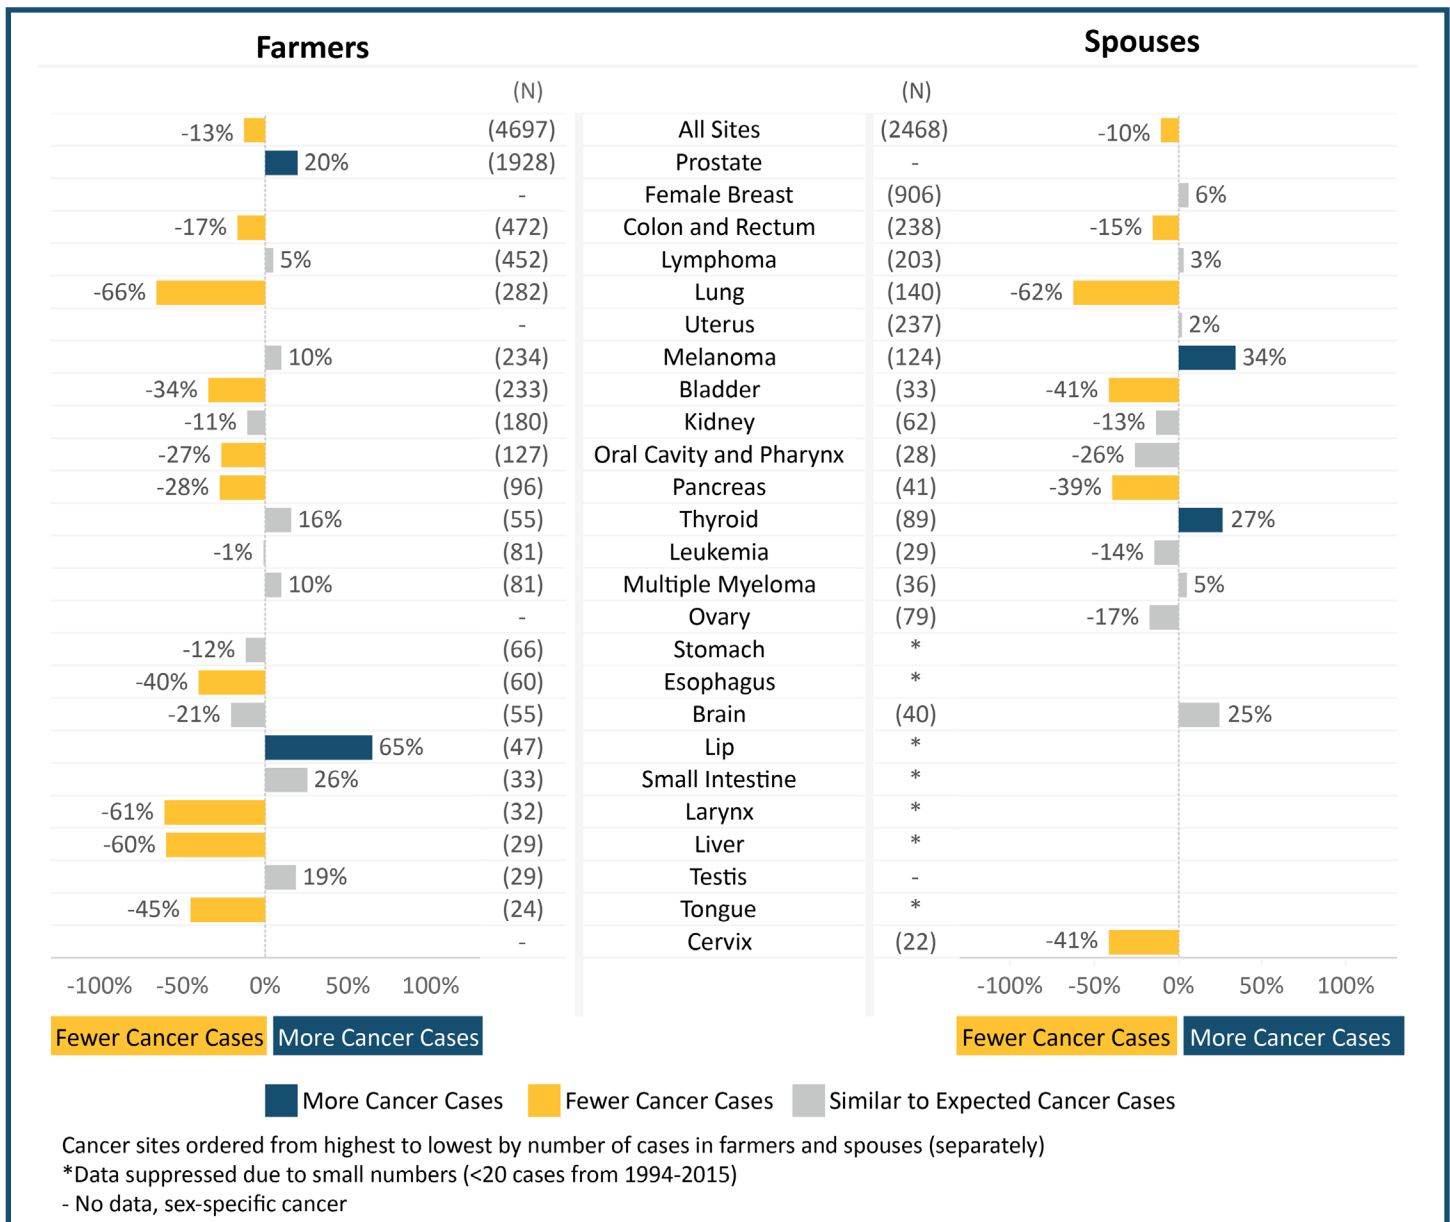 Farmers Spouses
(N) (N)
-13% (4697) All Sites (2468) -10%
20% (1928) Prostate -
- Female Breast (906) 6%
-17% (472) Colon and Rectum (238) -15%
5% (452) Lymphoma (203) 3%
-66% (282) Lung (140) -62%
- Uterus (237) 2%
10% (234) Melanoma (124) 34%
-34% (233) Bladder (33) -41%
-11% (180) Kidney (62) -13%
-27% (127) Oral Cavity and Pharynx (28) -26%
-28% (96) Pancreas (41) -39%
16% (55) Thyroid (89) 27%
-1% (81) Leukemia (29) -14%
10% (81) Multiple Myeloma (36) 5%
- Ovary (79) -17%
-12% (66) Stomach *
-40% (60) Esophagus *
-21% (55) Brain (40) 25%
65% (47) Lip *
26% (33) Small Intestine *
-61% (32) Larynx *
-60% (29) Liver *
19% (29) Testis -
-45% (24) Tongue *
- Cervix (22) -41%
-100% -50% 0% 50% 100% -100% -50% 0% 50% 100%
Fewer Cancer Cases More Cancer Cases Fewer Cancer Cases More Cancer Cases
More Cancer Cases Fewer Cancer Cases Similar to Expected Cancer Cases
Cancer sites ordered from highest to lowest by number of cases in farmers and spouses (separately)
*Data suppressed due to small numbers (<20 cases from 1994-2015)
- No data, sex-specific cancer